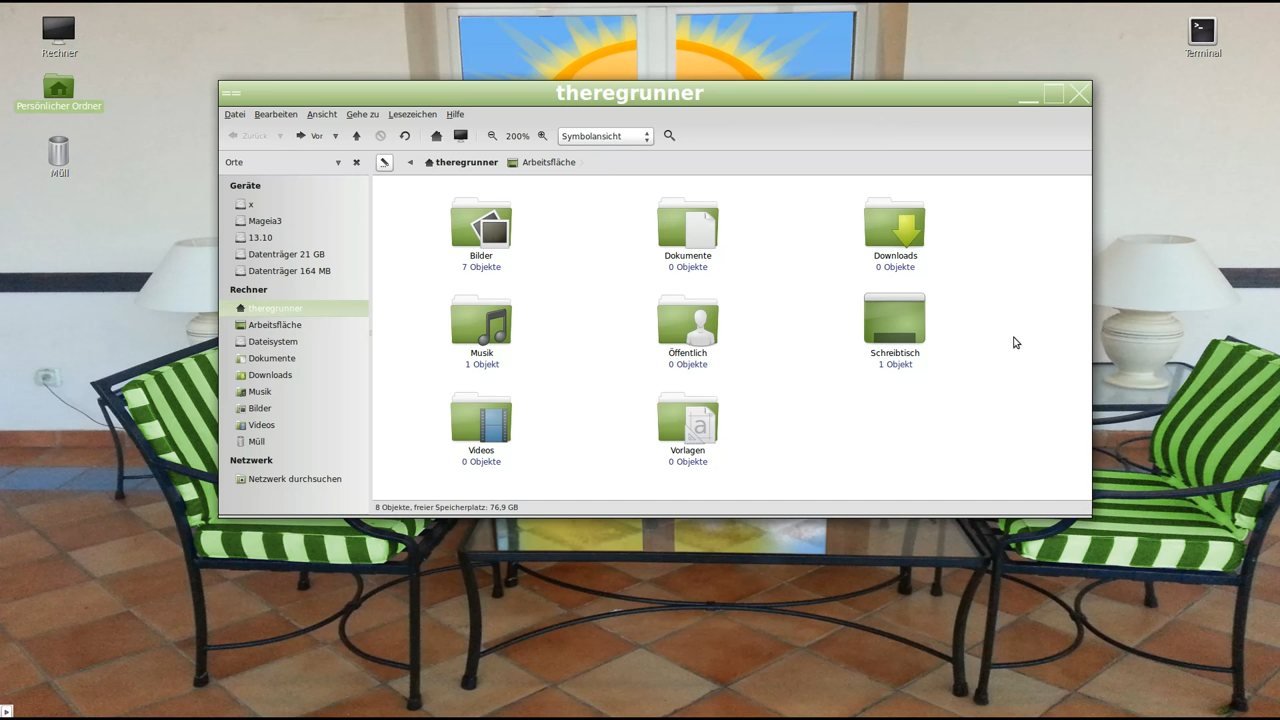 Rechner
Persönlicher Ordner
Müll
Terminal
theregrunner
Datei Bearbeiten Ansicht Gehe zu Lesezeichen Hilfe
Zurück Vor 200% Symbolansicht
Orte theregrunner Arbeitsfläche
Geräte
x
Mageia3
13.10
Datenträger 21 GB
Datenträger 164 MB
Rechner
theregrunner
Arbeitsfläche
Dateisystem
Dokumente
Downloads
Musik
Bilder
Videos
Müll
Netzwerk
Netzwerk durchsuchen
Bilder
7 Objekte
Dokumente
0 Objekte
Downloads
0 Objekte
Musik
1 Objekt
Öffentlich
0 Objekte
Schreibtisch
1 Objekt
Videos
0 Objekte
a
Vorlagen
0 Objekte
8 Objekte, freier Speicherplatz: 76,9 GB